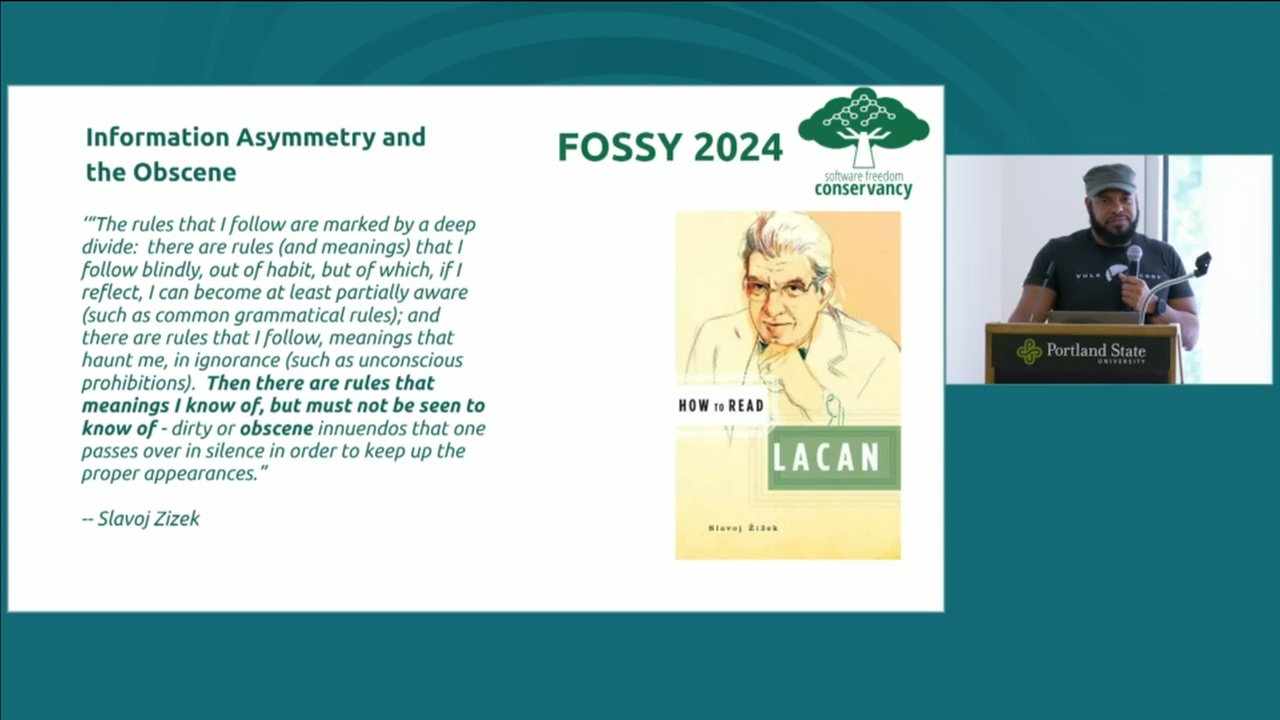 Information Asymmetry and
the Obscene
FOSSY 2024
software freedom
conservancy
“"The rules that I follow are marked by a deep
divide:  there are rules (and meanings) that I
follow blindly, out of habit, but of which, if I
reflect, I can become at least partially aware
(such as common grammatical rules); and
there are rules that I follow, meanings that
haunt me, in ignorance (such as unconscious
prohibitions).  Then there are rules that
meanings I know of, but must not be seen to
know of - dirty or obscene innuendos that one
passes over in silence in order to keep up the
proper appearances.”
-- Slavoj Zizek
HOW TO READ
LACAN
Slavoj Žižek
Portland State
UNIVERSITY